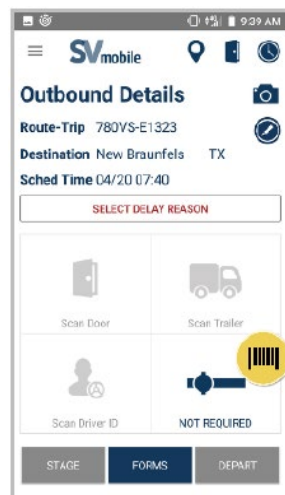 9:39 AM
SVmobile
Outbound Details
Route-Trip 780VS-E1323
Destination New Braunfels TX
Sched Time 04/20 07:40
SELECT DELAY REASON
Scan Door Scan Trailer
Scan Driver ID NOT REQUIRED
STAGE FORMS DEPART